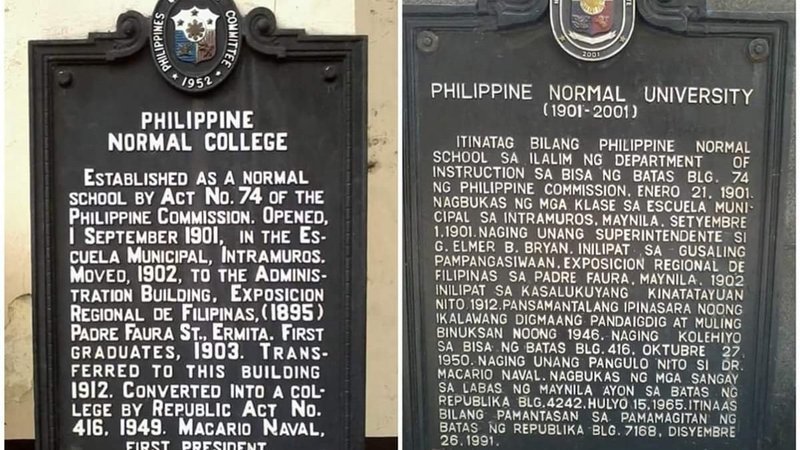 PHILIPPINES
COMMITTEE
1952
PHILIPPINE
NORMAL COLLEGE
ESTABLISHED AS A NORMAL
SCHOOL BY ACT NO. 74 OF THE
PHILIPPINE COMMISSION. OPENED,
1 SEPTEMBER 1901, IN THE ES-
CUELA MUNICIPAL, INTRAMUROS.
MOVED, 1902, TO THE ADMINIS-
TRATION BUILDING, EXPOSICION
REGIONAL DE FILIPINAS, (1895)
PADRE FAURA ST., ERMITA. FIRST
GRADUATES, 1903. TRANS-
FERRED TO THIS BUILDING
1912. CONVERTED INTO A COL-
LEGE BY REPUBLIC ACT NO.
416, 1949. MACARIO NAVAL,
FIRST PRESIDENT
2001
PHILIPPINE NORMAL UNIVERSITY
(1901-2001)
ITINATAG BILANG PHILIPPINE NORMAL
SCHOOL SA ILALIM NG DEPARTMENT OF
INSTRUCTION SA BISA NG BATAS BLG. 74
NG PHILIPPINE COMMISSION, ENERO 21, 1901.
NAGBUKAS NG MGA KLASE SA ESCUELA MUNI-
CIPAL SA INTRAMUROS, MAYNILA, SETYEMBRE
1,1901. NAGING UNANG SUPERINTENDENTE SI
G. ELMER B. BRYAN. INILIPAT SA GUSALING
PAMPANGASIWAAN, EXPOSICION REGIONAL DE
FILIPINAS SA PADRE FAURA, MAYNILA, 1902
INILIPAT SA KASALUKUYANG KINATATAYUAN
NITO 1912. PANSAMANTALANG IPINASARA NOONG
IKALAWANG DIGMAANG PANDAIGDIG AT MULING
BINUKSAN NOONG 1946. NAGING KOLEHIYO
SA BISA NG BATAS BLG. 416, OKTUBRE 27,
1950. NAGING UNANG PANGULO NITO SI DR.
MACARIO NAVAL. NAGBUKAS NG MGA SANGAY
SA LABAS NG MAYNILA AYON SA BATAS NG
REPUBLIKA BLG.4242, HULYO 15,1965. ITINAAS
BILANG PAMANTASAN SA PAMAMAGITAN NG
BATAS NG REPUBLIKA BLG. 7168, DISYEMBRE
26,1991.